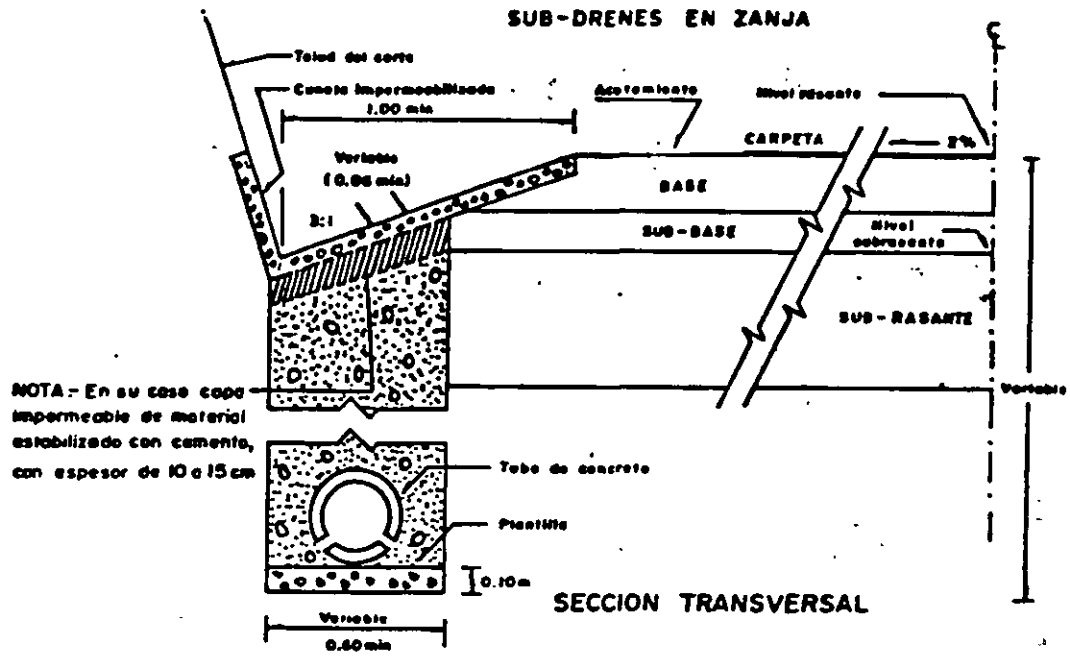 SUB-DRENES EN ZANJA
℄
Talud del corte
Cuneta impermeabilizada
1.00 min
Acotamiento
Nivel rasante
CARPETA
2%
Variable
(0.06 min)
BASE
3:1
SUB-BASE
Nivel
subrasante
SUB-RASANTE
NOTA.- En su caso capa
impermeable de material
estabilizado con cemento,
con espesor de 10 a 15 cm
Variable
Tubo de concreto
Plantilla
0.10 m
SECCION TRANSVERSAL
Variable
0.60 min